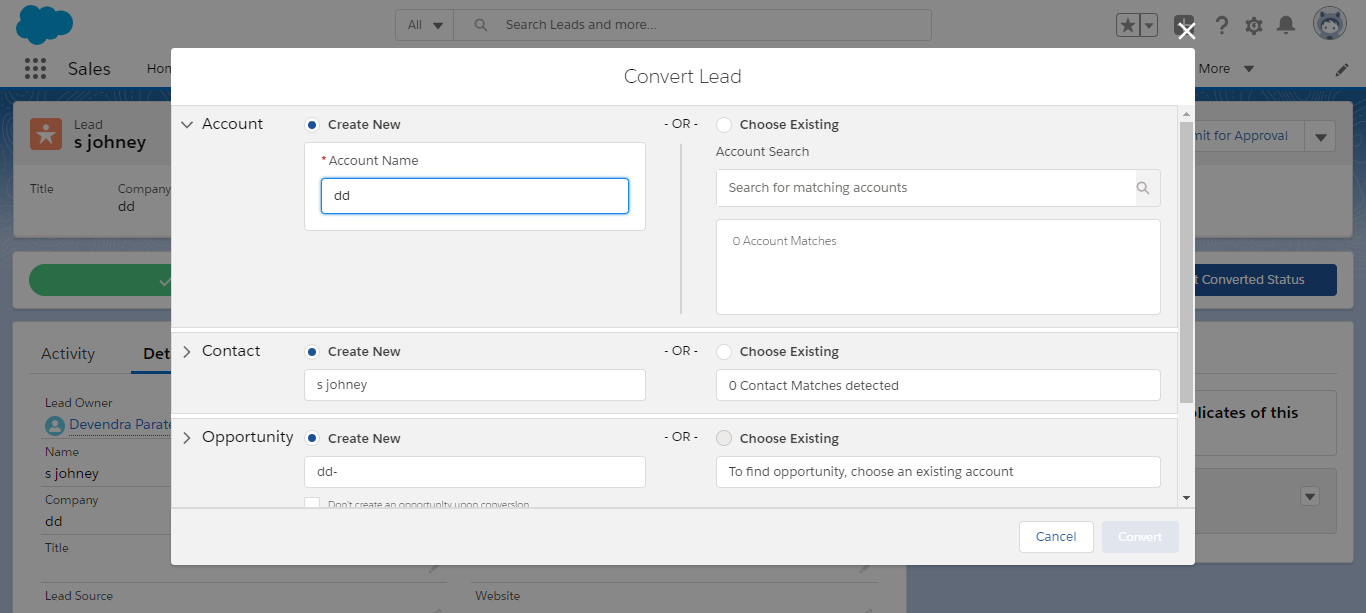 All
Search Leads and more...
Sales
More
Convert Lead
Lead
s johney
Title
Company
dd
for Approval
Account
Create New
- OR -
Choose Existing
*Account Name
dd
Account Search
Search for matching accounts
0 Account Matches
Converted Status
Contact
Create New
- OR -
Choose Existing
s johney
0 Contact Matches detected
Opportunity
Create New
- OR -
Choose Existing
dd-
To find opportunity, choose an existing account
Don't create an opportunity upon conversion
Cancel
Convert
Activity
Lead Owner
Devendra Parate
Name
s johney
Company
dd
Title
Lead Source
Website
of this